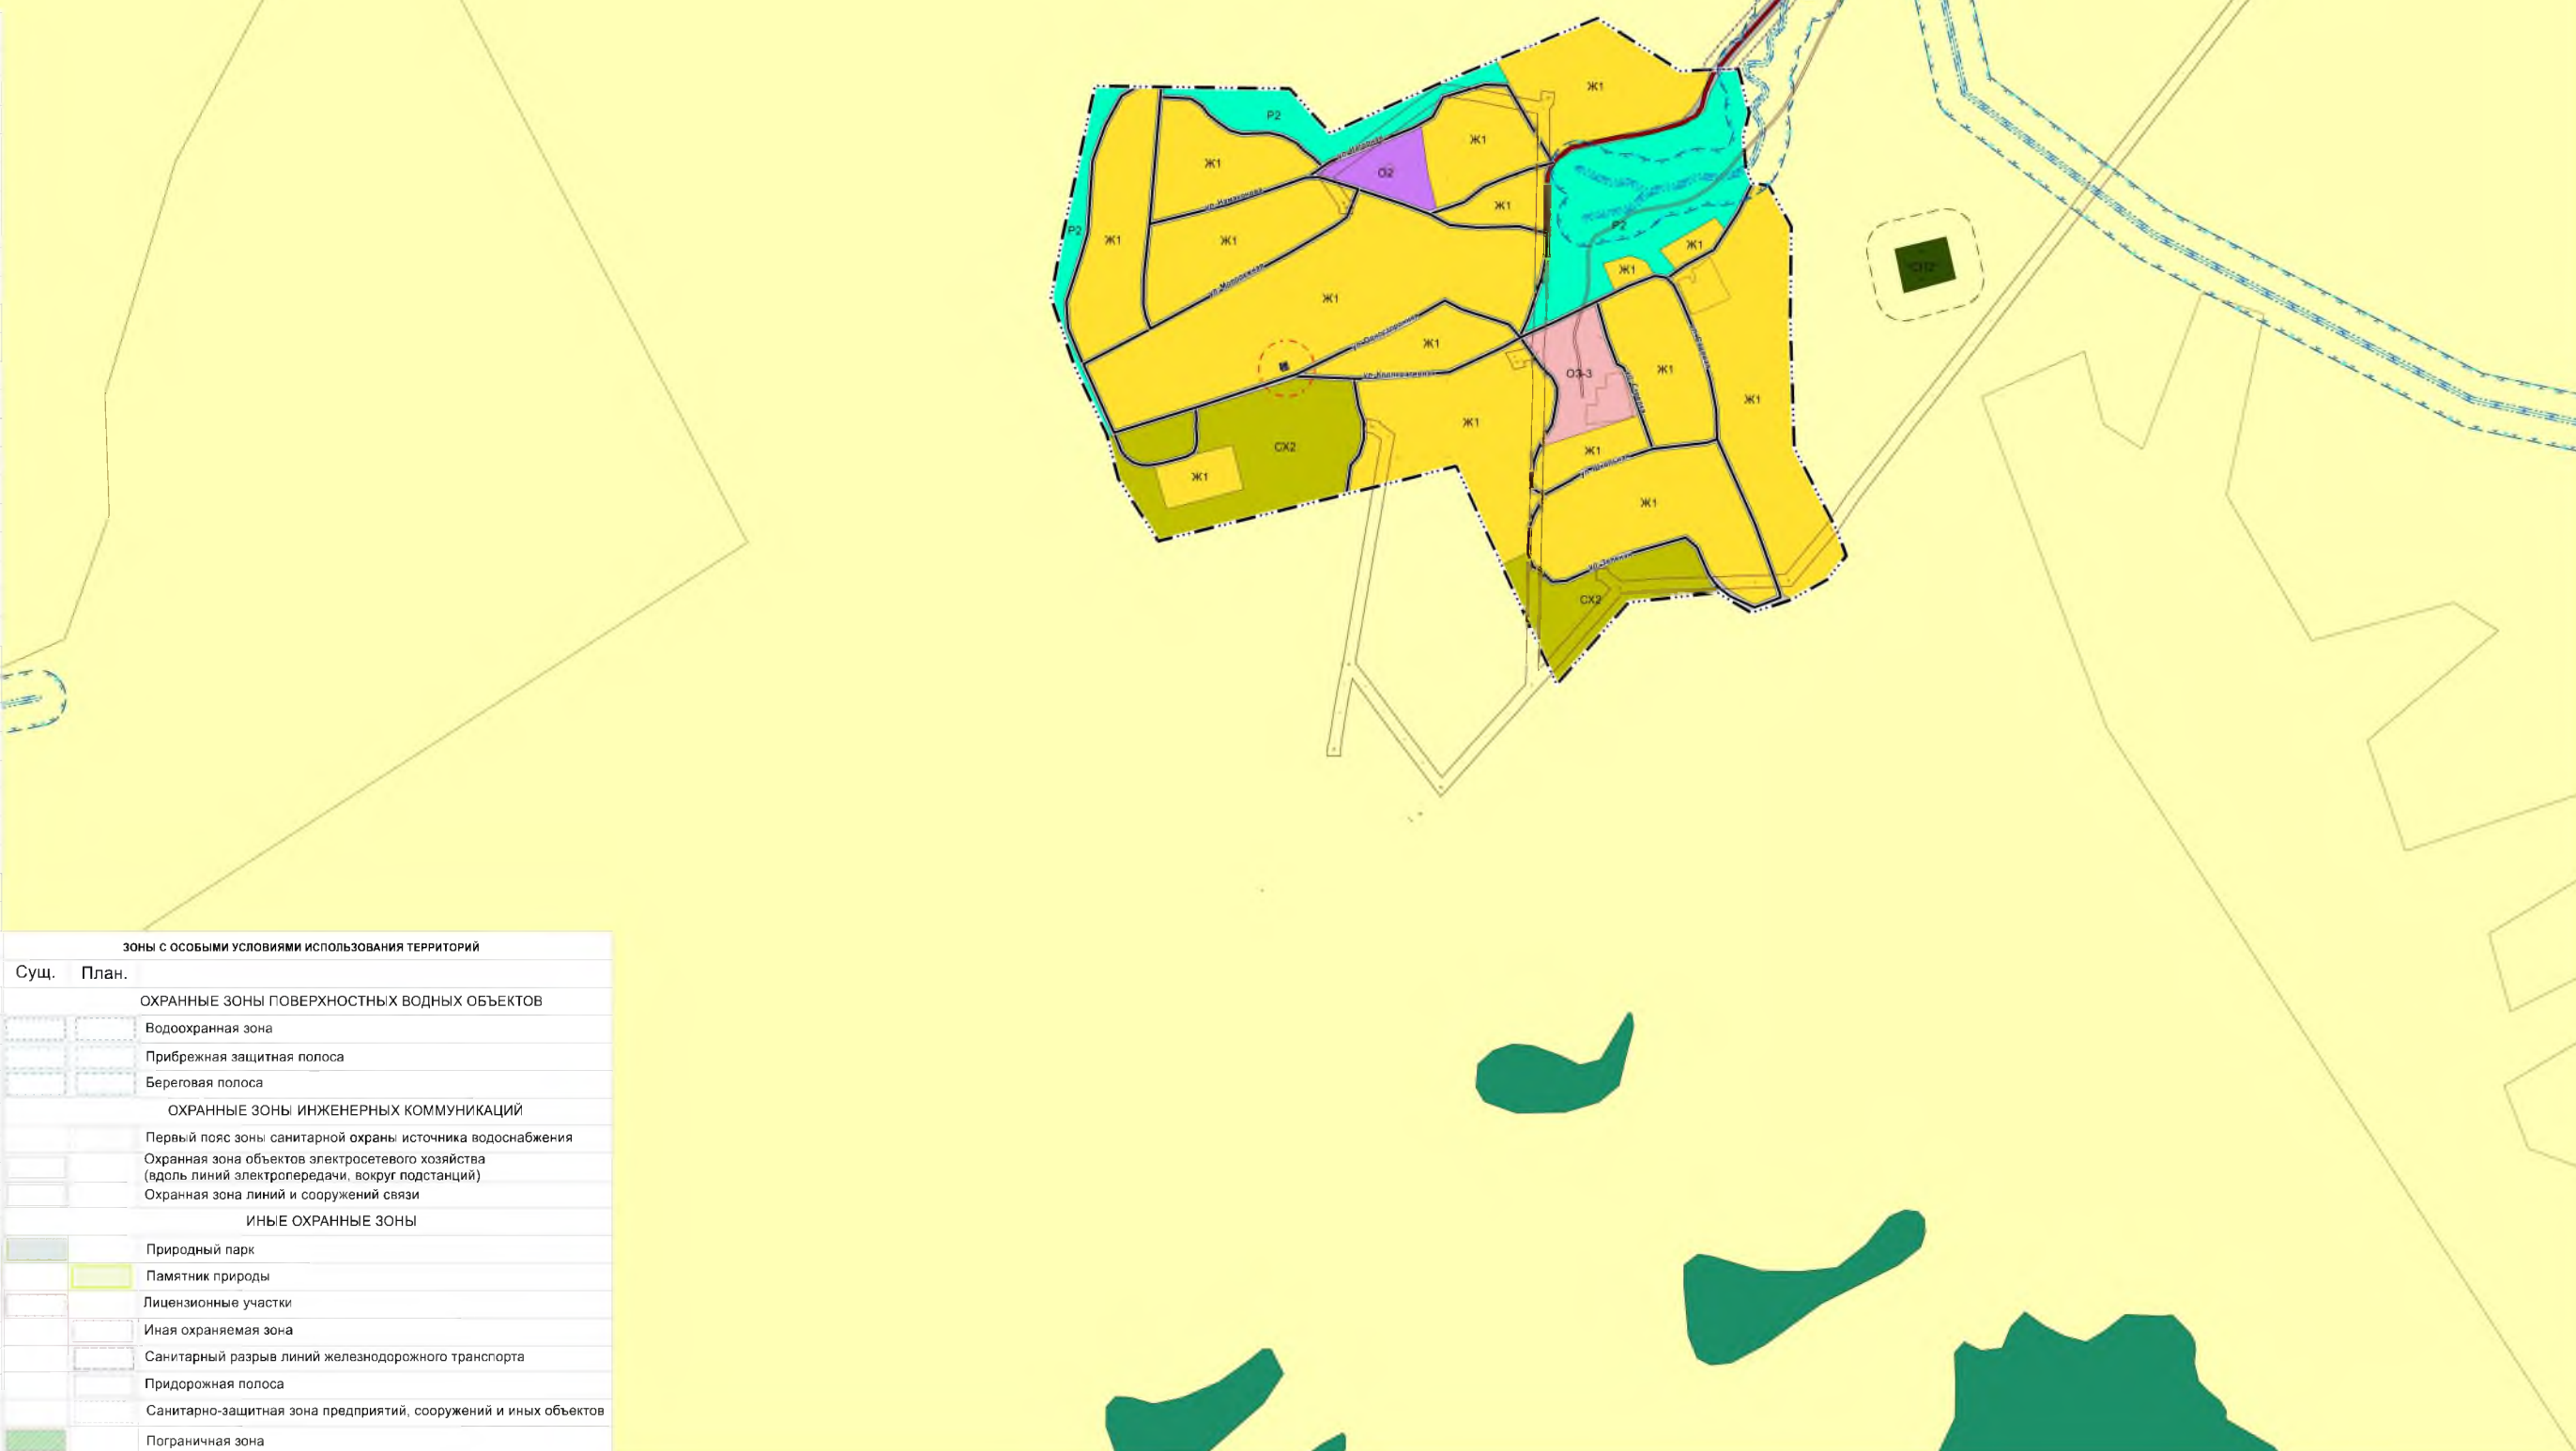 Ж1
Р2
Ж1
Ж1
О2
Ж1
Р2
Ж1
Ж1
Р2
Ж1
Ж1
Ж1
Ж1
ул. Молодежная
Ж1
ОЗ-3
Ж1
Ж1
ул. Кооперативная
Ж1
СХ2
Ж1
Ж1
Ж1
СХ2
ЗОНЫ С ОСОБЫМИ УСЛОВИЯМИ ИСПОЛЬЗОВАНИЯ ТЕРРИТОРИЙ
Сущ. План.
ОХРАННЫЕ ЗОНЫ ПОВЕРХНОСТНЫХ ВОДНЫХ ОБЪЕКТОВ
Водоохранная зона
Прибрежная защитная полоса
Береговая полоса
ОХРАННЫЕ ЗОНЫ ИНЖЕНЕРНЫХ КОММУНИКАЦИЙ
Первый пояс зоны санитарной охраны источника водоснабжения
Охранная зона объектов электросетевого хозяйства
(вдоль линий электропередачи, вокруг подстанций)
Охранная зона линий и сооружений связи
ИНЫЕ ОХРАННЫЕ ЗОНЫ
Природный парк
Памятник природы
Лицензионные участки
Иная охраняемая зона
Санитарный разрыв линий железнодорожного транспорта
Придорожная полоса
Санитарно-защитная зона предприятий, сооружений и иных объектов
Пограничная зона